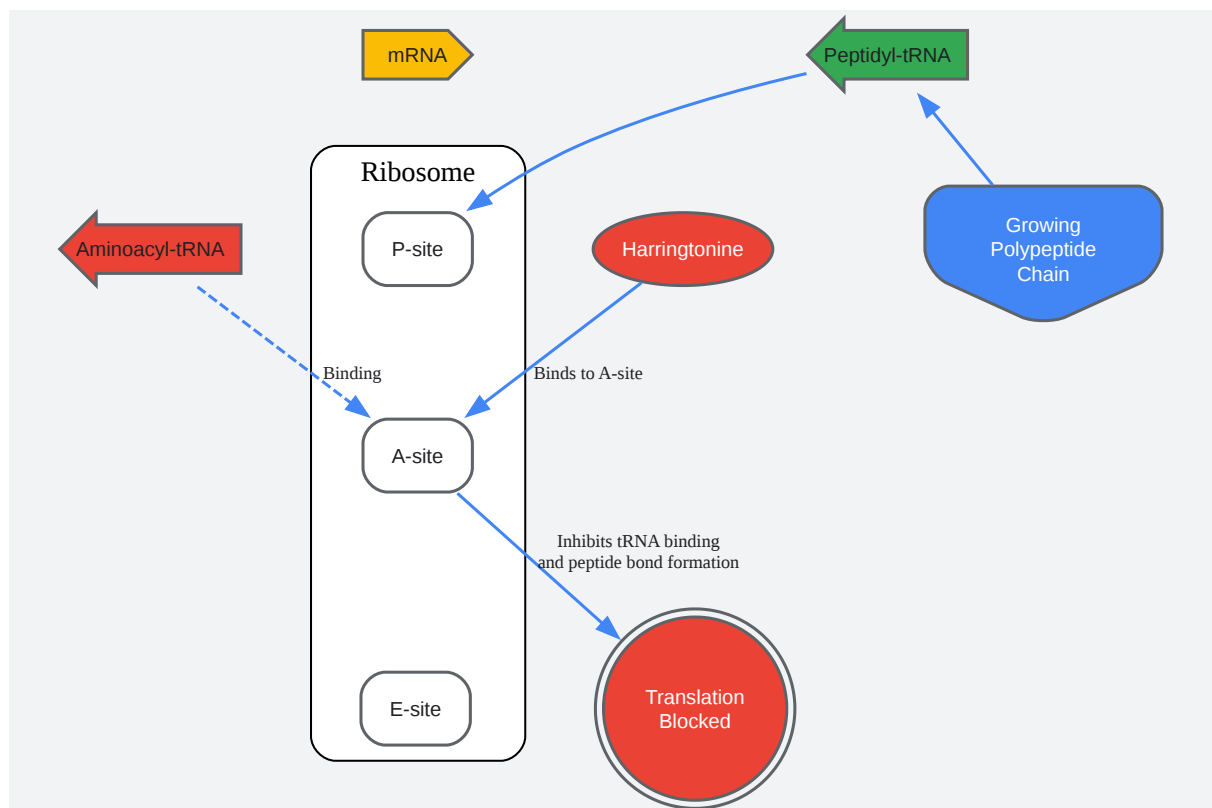 mRNA
Peptidyl-tRNA
Ribosome
Aminoacyl-tRNA
P-site
Harringtonine
Growing
Polypeptide
Chain
Binding
Binds to A-site
A-site
Inhibits tRNA binding
and peptide bond formation
E-site
Translation
Blocked